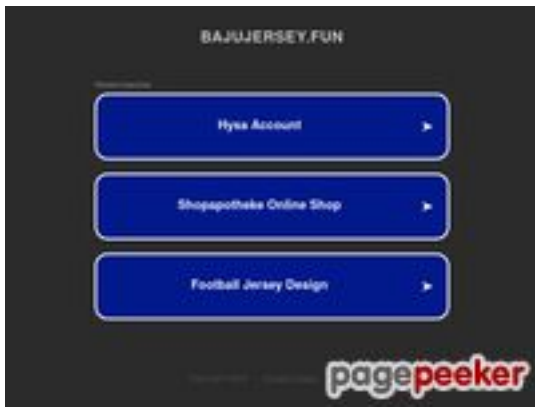 BAJUJERSEY.FUN
Hysa Account
Shopapotheke Online Shop
Football Jersey Design
pagepeeker